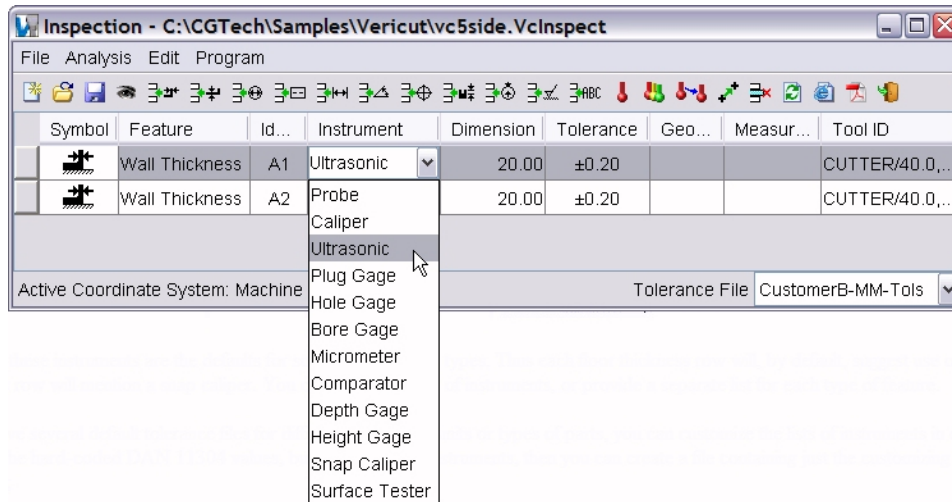 Inspection - C:\CGTech\Samples\Vericut\vc5side.VcInspect
File Analysis Edit Program
ABC
Symbol Feature Id... Instrument Dimension Tolerance Geo... Measur... Tool ID
Wall Thickness A1 Ultrasonic 20.00 ±0.20 CUTTER/40.0,...
Wall Thickness A2 20.00 ±0.20 CUTTER/40.0,...
Probe
Caliper
Ultrasonic
Plug Gage
Hole Gage
Bore Gage
Micrometer
Comparator
Depth Gage
Height Gage
Snap Caliper
Surface Tester
Active Coordinate System: Machine Tolerance File CustomerB-MM-Tols